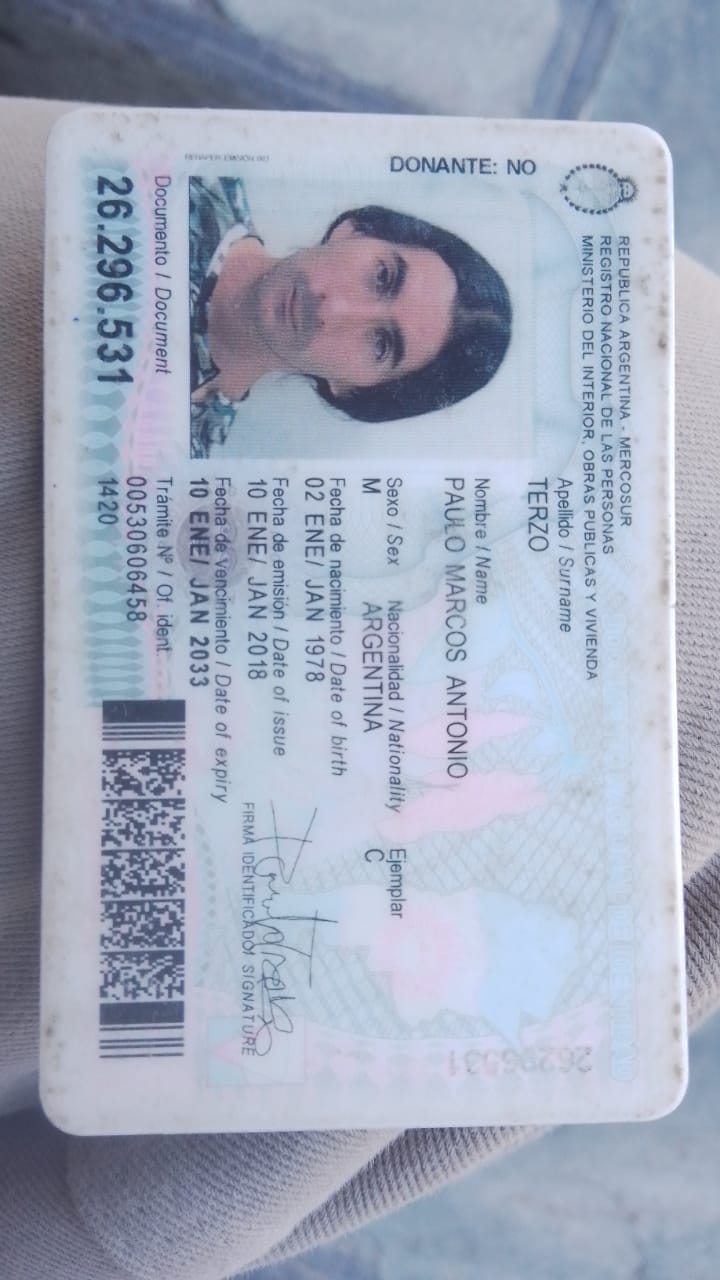 REPUBLICA ARGENTINA - MERCOSUR
REGISTRO NACIONAL DE LAS PERSONAS
MINISTERIO DEL INTERIOR, OBRAS PUBLICAS Y VIVIENDA
DONANTE: NO
RENAPER EMISIÓN 003
Apellido / Surname
TERZO
Nombre / Name
PAULO MARCOS ANTONIO
Sexo / Sex Nacionalidad / Nationality Ejemplar
M ARGENTINA C
Fecha de nacimiento / Date of birth
02 ENE/ JAN 1978
Fecha de emisión / Date of issue
10 ENE/ JAN 2018
Fecha de vencimiento / Date of expiry
10 ENE/ JAN 2033
FIRMA IDENTIFICADO/ SIGNATURE
Documento / Document
26.296.531
Trámite Nº / Of. ident.
00530606458
1420
26296531